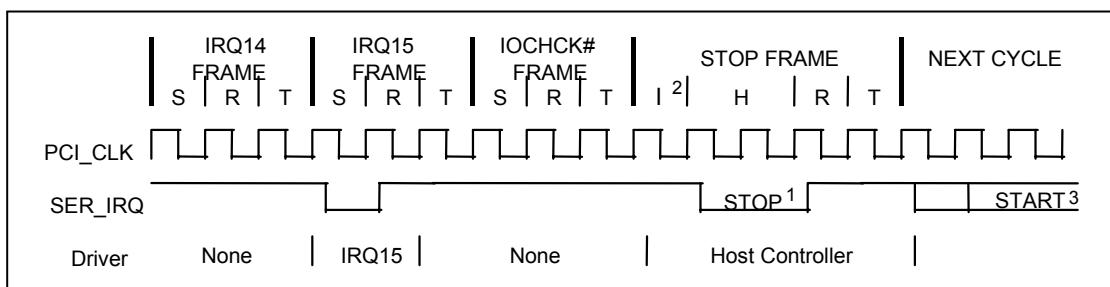 IRQ14 FRAME
IRQ15 FRAME
IOCHCK# FRAME
STOP FRAME
NEXT CYCLE
S R T S R T S R T I 2 H R T
PCI_CLK
SER_IRQ STOP 1 START 3
Driver None IRQ15 None Host Controller